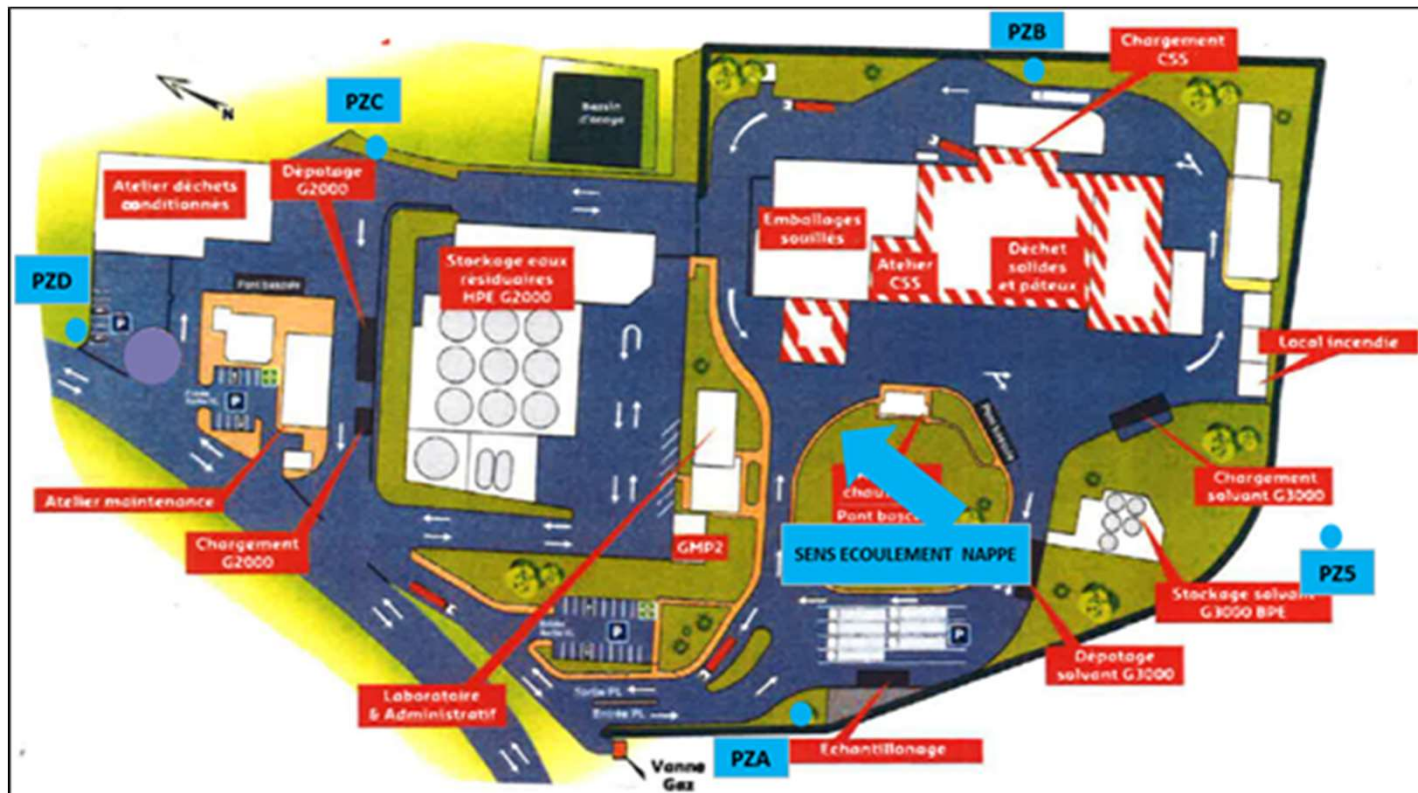 PZB
Chargement
CSS
N
PZC
Bassin
d'orage
Dépotage
G2000
Atelier déchets
conditionnés
Emballages
souillés
Stockage eaux
résiduaires
HPE G2000
Atelier
CSS
Déchet
solides
et pâteux
PZD
Pont bascule
P
Local incendie
P
Pont bascule
Chargement
solvant G3000
Atelier maintenance
Pont bascu
Chargement
G2000
GMP2
SENS ECOULEMENT NAPPE
PZ5
Stockage solvant
G3000 BPE
P
P
Dépotage
solvant G3000
Laboratoire
& Administratif
Sortie PL
Entrée PL
PZA
Echantillonage
Vanne
Gaz